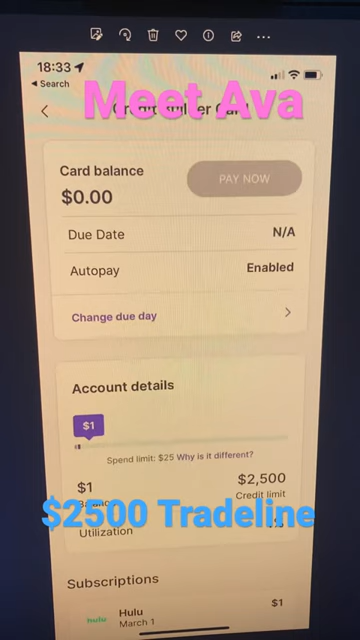 18:33
Search
Meet Ava
Card balance
PAY NOW
$0.00
Due Date
N/A
Autopay
Enabled
Change due day
Account details
$1
Spend limit: $25 Why is it different?
$1
$2,500
Credit limit
$2500 Tradeline
Utilization
Subscriptions
hulu
Hulu
$1
March 1